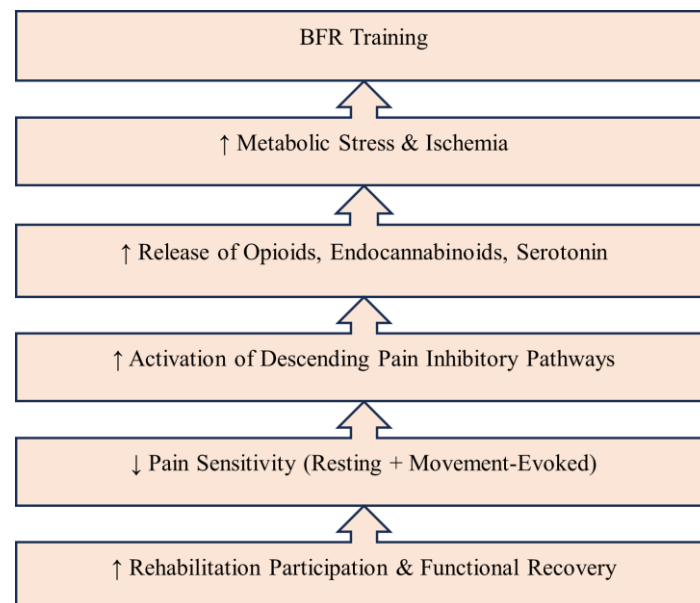 BFR Training
↑ Metabolic Stress & Ischemia
↑ Release of Opioids, Endocannabinoids, Serotonin
↑ Activation of Descending Pain Inhibitory Pathways
↓ Pain Sensitivity (Resting + Movement-Evoked)
↑ Rehabilitation Participation & Functional Recovery